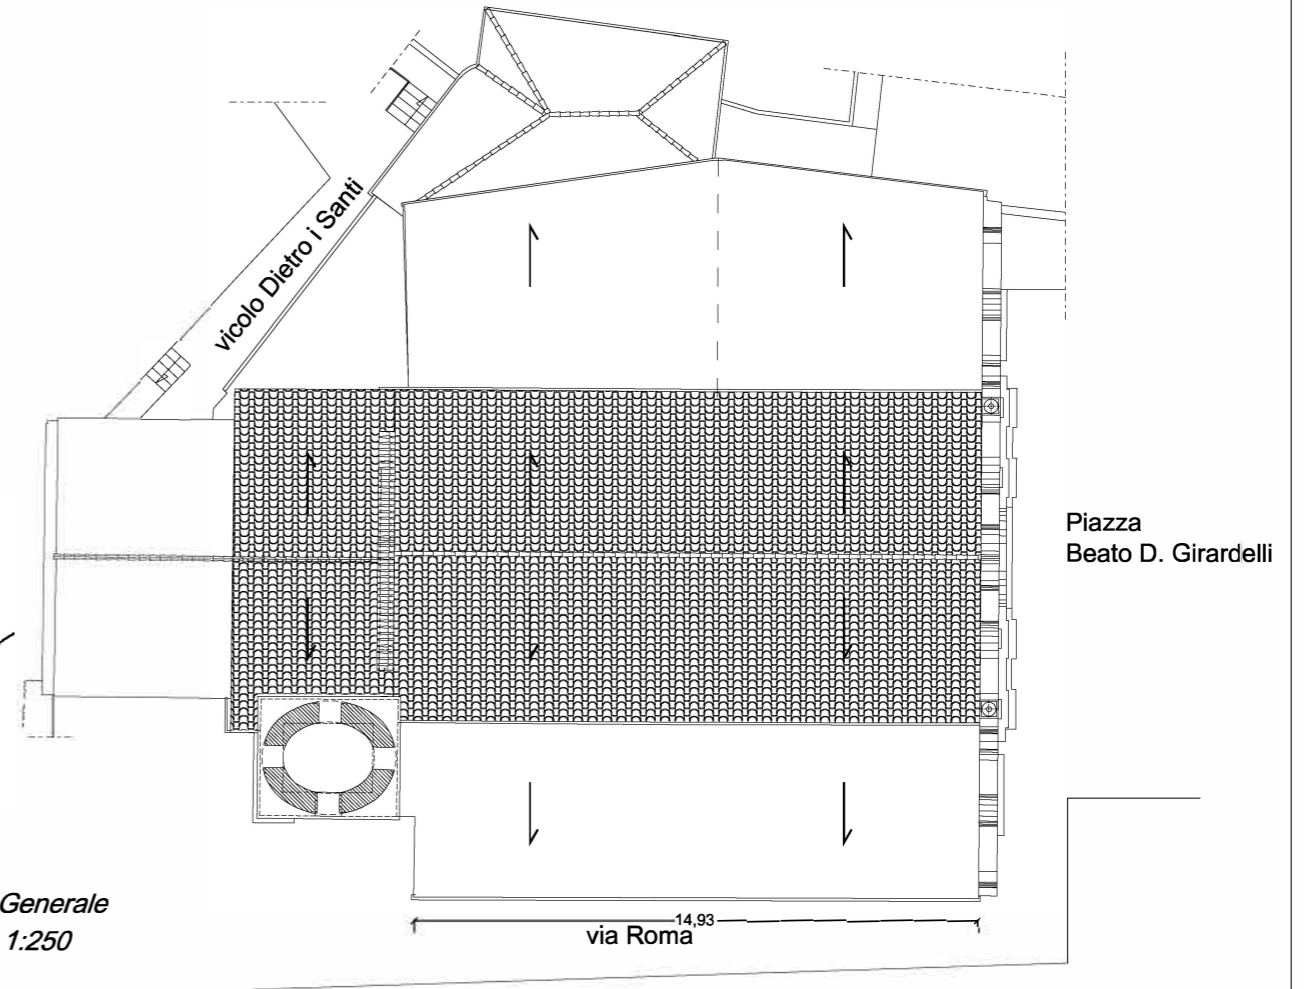 vicolo Dietro i Santi
Piazza
Beato D. Girardelli
Generale
1:250
14,93
via Roma